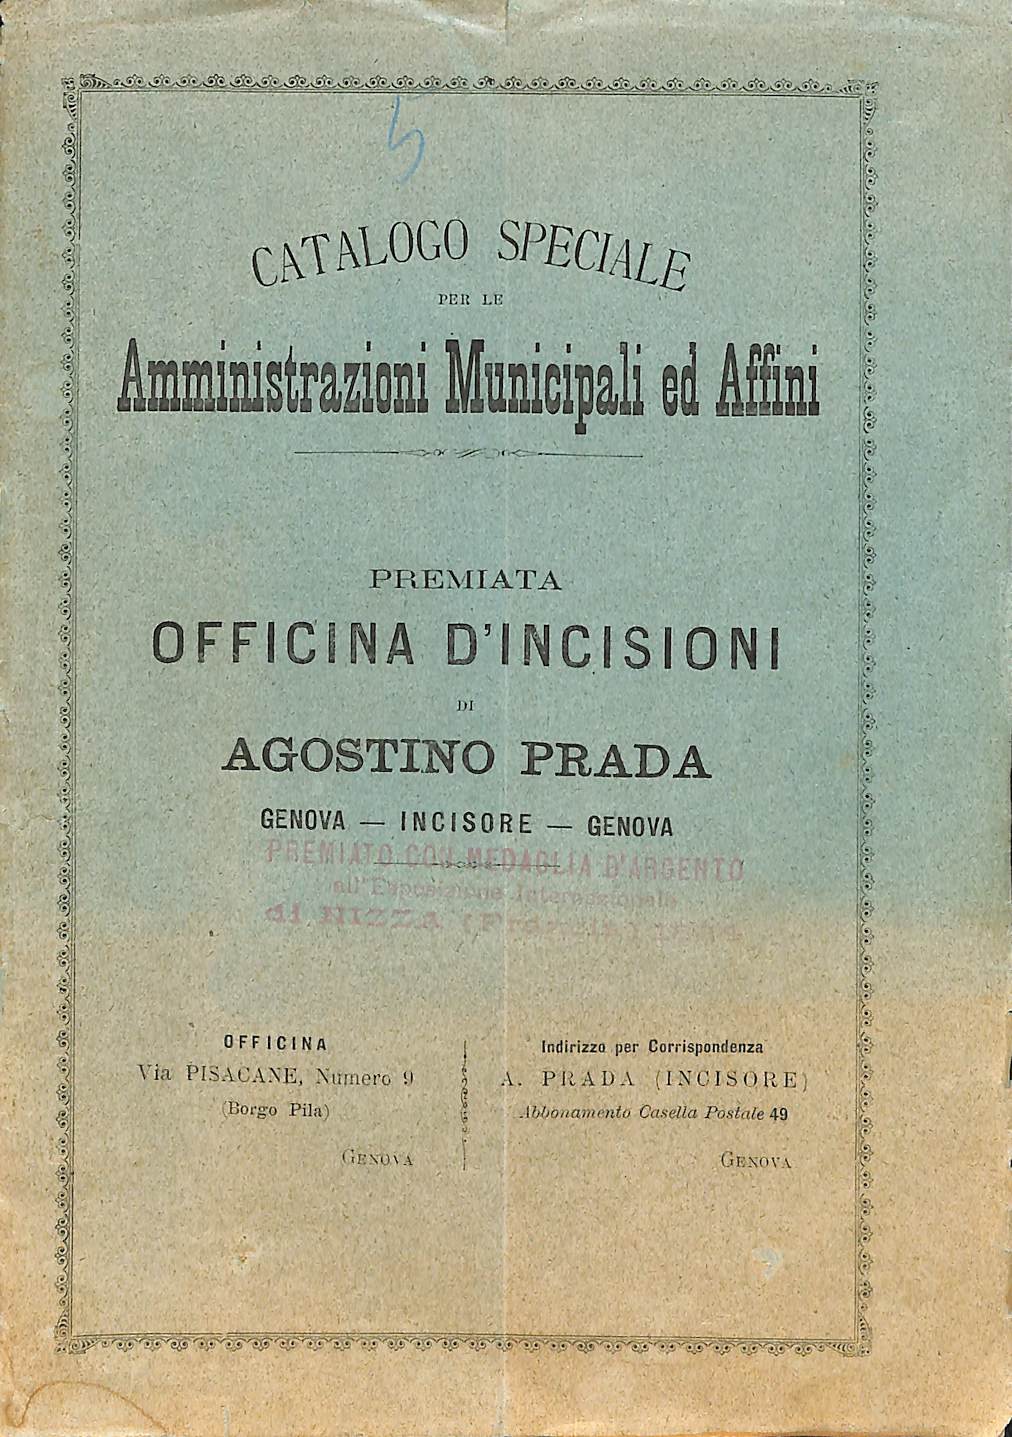 5
CATALOGO SPECIALE
PER LE
Amministrazioni Municipali ed Affini
PREMIATA
OFFICINA D'INCISIONI
DI
AGOSTINO PRADA
GENOVA — INCISORE — GENOVA
PREMIATO CON MEDAGLIA D'ARGENTO
all'Esposizione Internazionale
di NIZZA (Francia)
OFFICINA
Via PISACANE, Numero 9
(Borgo Pila)
GENOVA
Indirizzo per Corrispondenza
A. PRADA (INCISORE)
Abbonamento Casella Postale 49
GENOVA